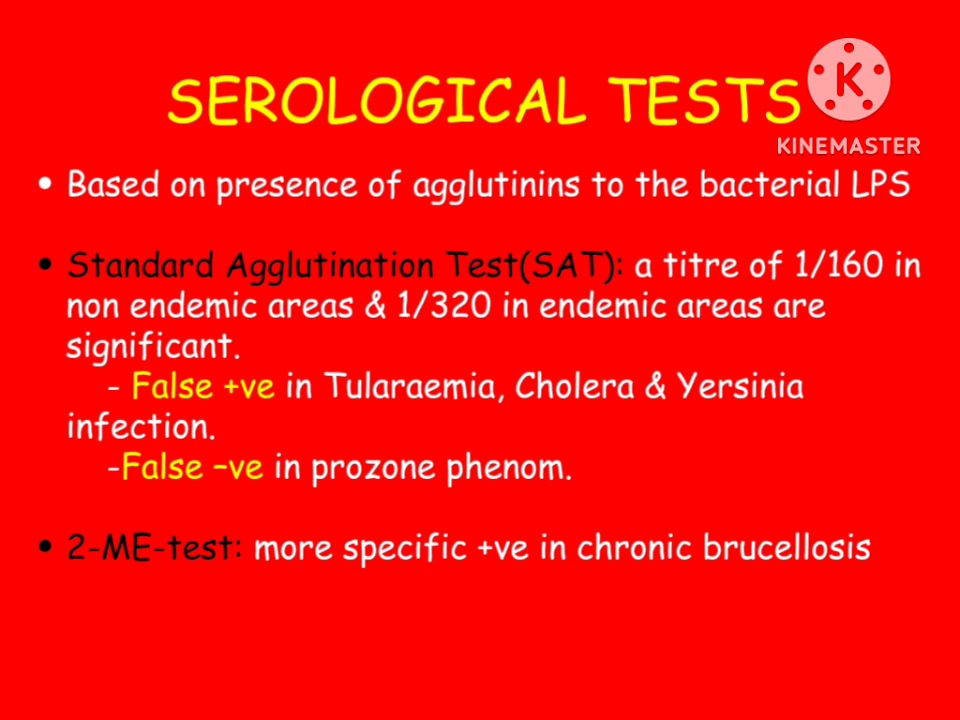 SEROLOGICAL TESTS
K
KINEMASTER
• Based on presence of agglutinins to the bacterial LPS
• Standard Agglutination Test(SAT): a titre of 1/160 in
non endemic areas & 1/320 in endemic areas are
significant.
- False +ve in Tularaemia, Cholera & Yersinia
infection.
-False –ve in prozone phenom.
• 2-ME-test: more specific +ve in chronic brucellosis